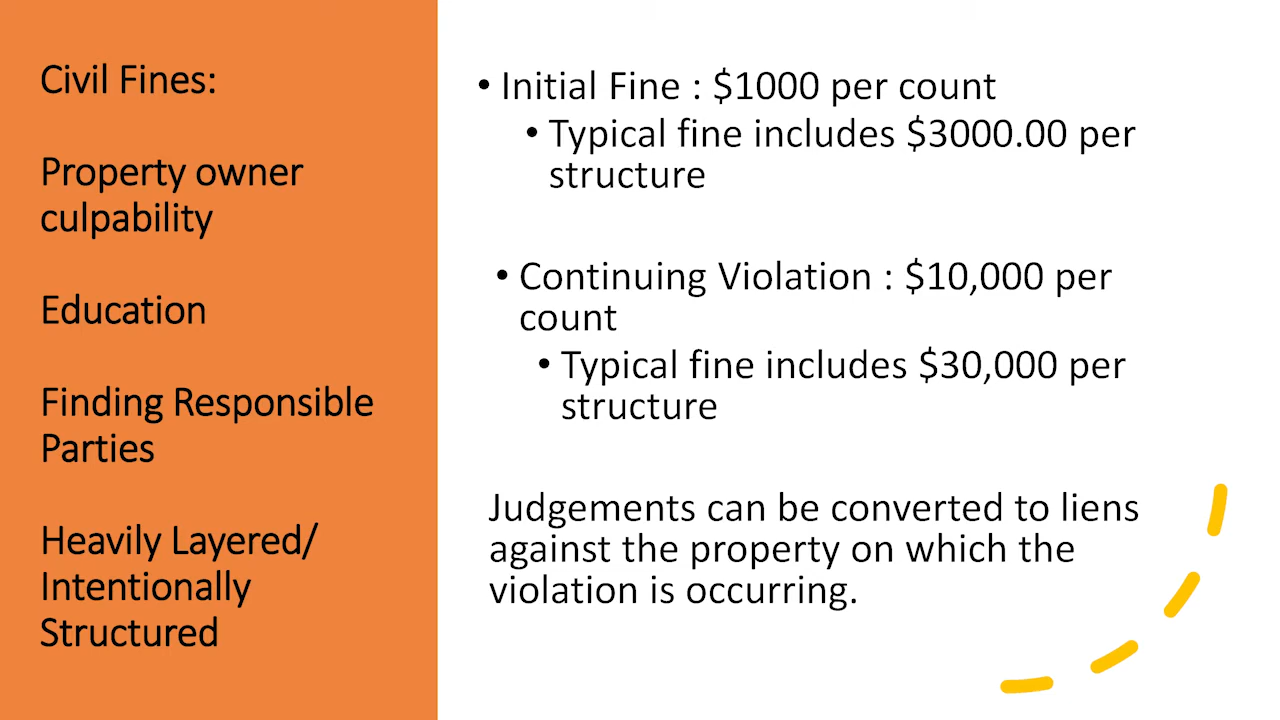 Civil Fines:
Property owner
culpability
Education
Finding Responsible
Parties
Heavily Layered/
Intentionally
Structured
• Initial Fine : $1000 per count
• Typical fine includes $3000.00 per
structure
• Continuing Violation : $10,000 per
count
• Typical fine includes $30,000 per
structure
Judgements can be converted to liens
against the property on which the
violation is occurring.